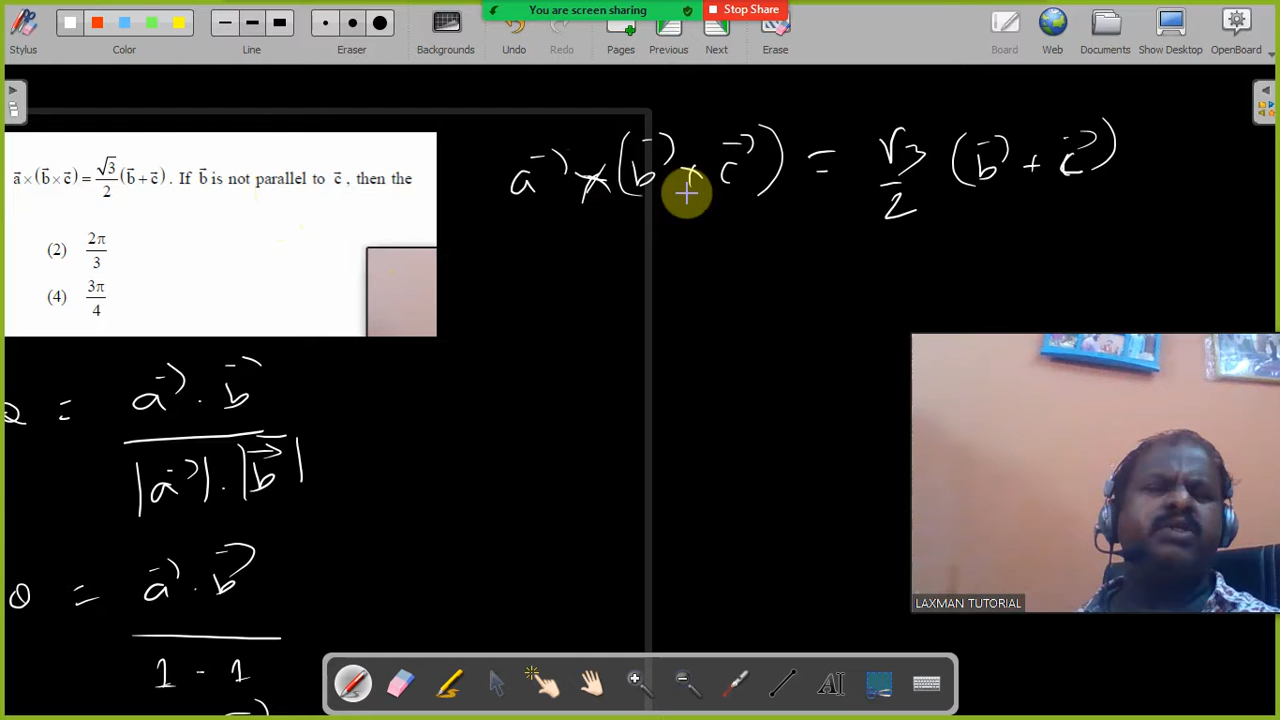 You are screen sharing Stop Share
Stylus Color Line Eraser Backgrounds Undo Redo Pages Previous Next Erase Board Web Documents Show Desktop OpenBoard
a⃗ × (b⃗ × c⃗) = √3/2 (b⃗ + c⃗). If b⃗ is not parallel to c⃗, then the
(2) 2π/3
(4) 3π/4
a⃗ × (b⃗ × c⃗) = √3/2 (b⃗ + c⃗)
= a⃗ . b⃗ / |a⃗| . |b⃗|
θ = a⃗ . b⃗ / 1 - 1
LAXMAN TUTORIAL